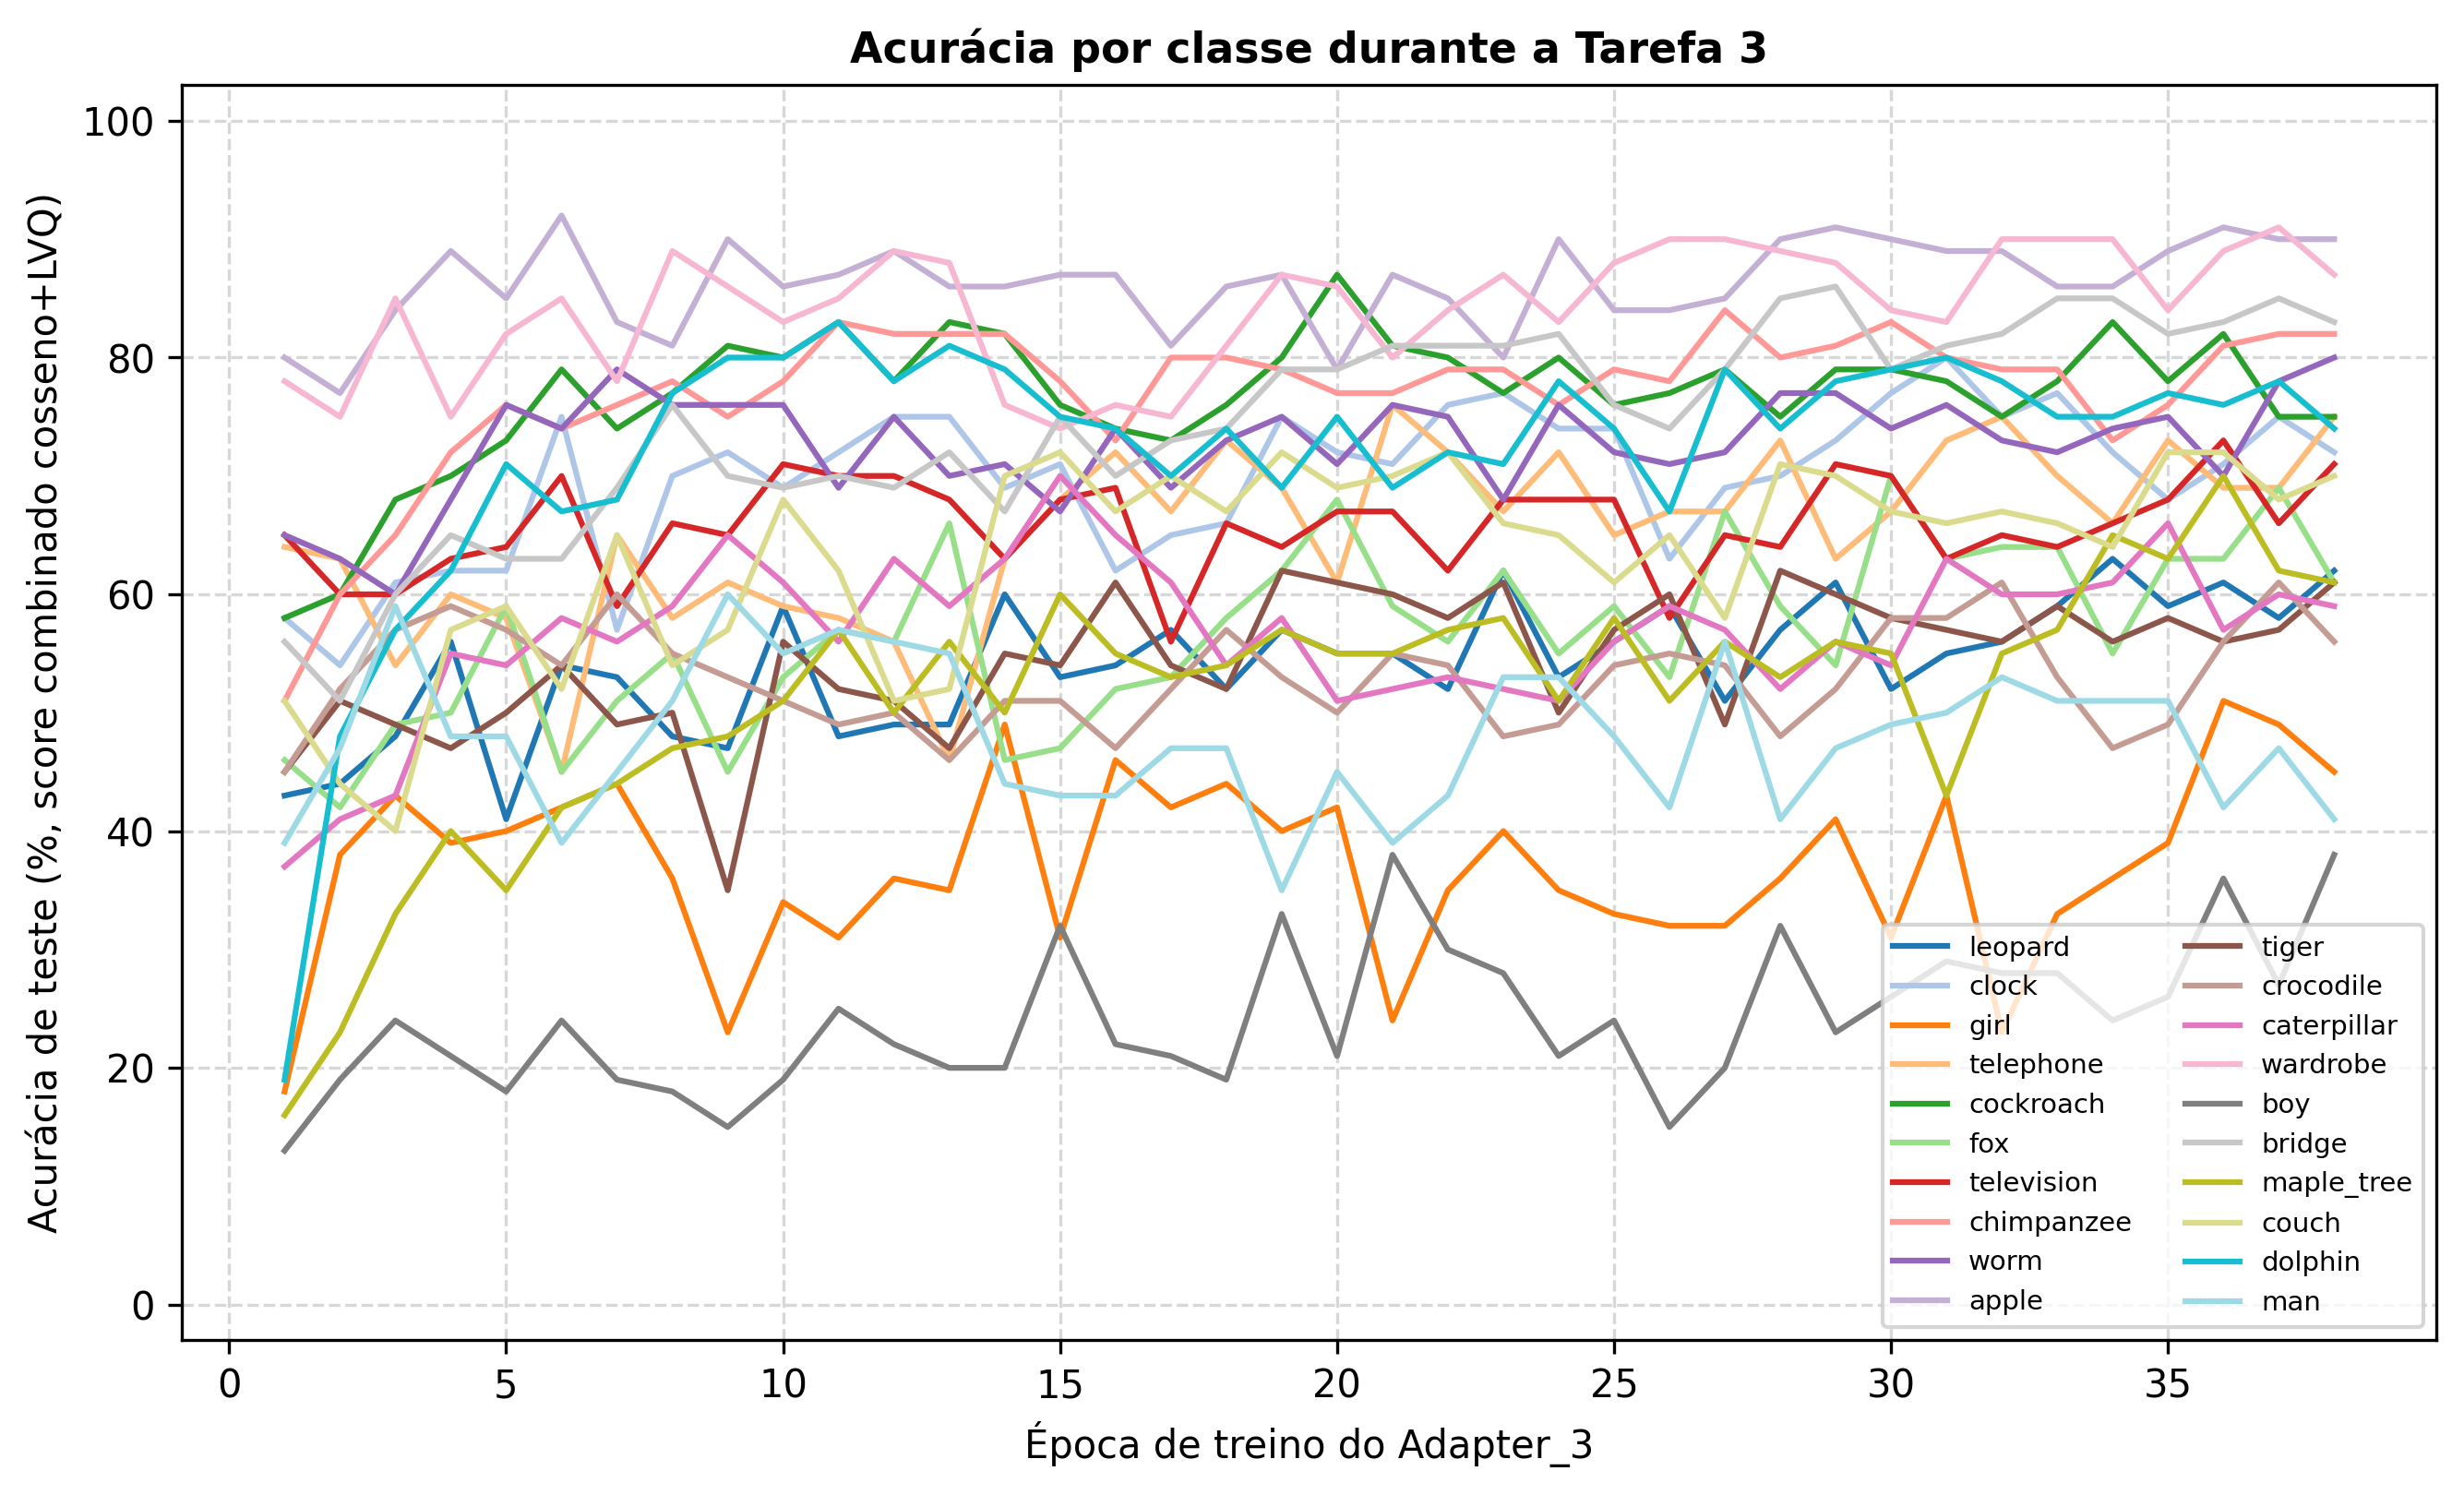 Acurácia por classe durante a Tarefa 3
Acurácia de teste (%, score combinado cosseno+LVQ)
100
80
60
40
20
0
0 5 10 15 20 25 30 35
Época de treino do Adapter_3
leopard
clock
girl
telephone
cockroach
fox
television
chimpanzee
worm
apple
tiger
crocodile
caterpillar
wardrobe
boy
bridge
maple_tree
couch
dolphin
man